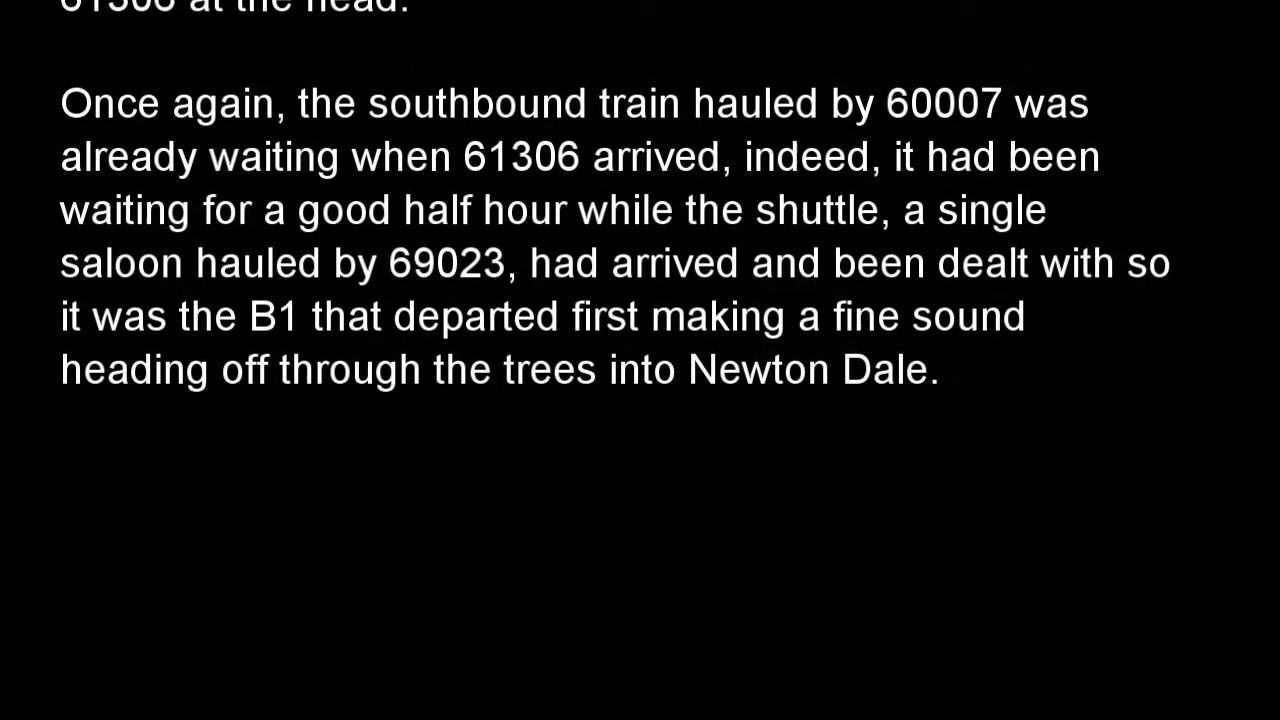 61306 at the head.
Once again, the southbound train hauled by 60007 was
already waiting when 61306 arrived, indeed, it had been
waiting for a good half hour while the shuttle, a single
saloon hauled by 69023, had arrived and been dealt with so
it was the B1 that departed first making a fine sound
heading off through the trees into Newton Dale.